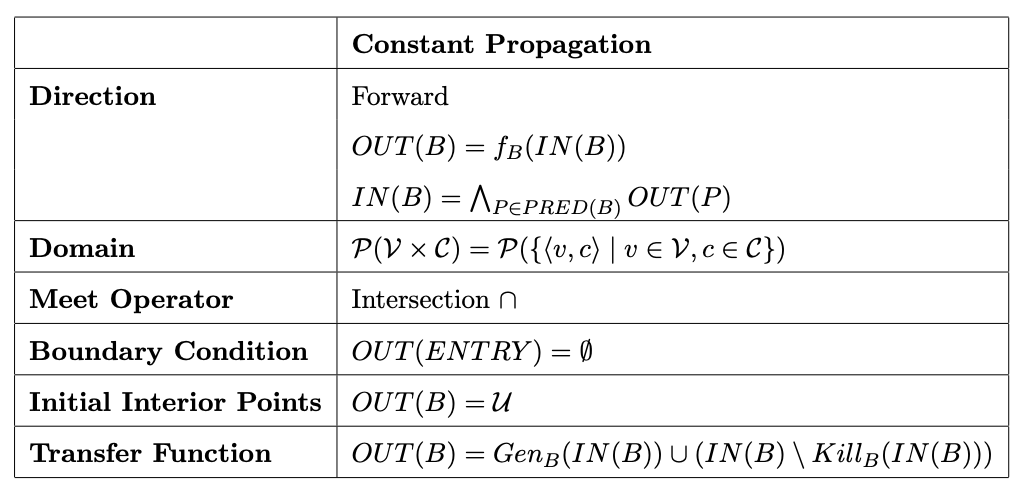 Constant Propagation
Direction Forward
OUT(B) = f_B(IN(B))
IN(B) = ⋀_{P∈PRED(B)} OUT(P)
Domain 𝒫(𝒱 × 𝒞) = 𝒫({⟨v, c⟩ | v ∈ 𝒱, c ∈ 𝒞})
Meet Operator Intersection ∩
Boundary Condition OUT(ENTRY) = ∅
Initial Interior Points OUT(B) = 𝒰
Transfer Function OUT(B) = Gen_B(IN(B)) ∪ (IN(B) \ Kill_B(IN(B)))